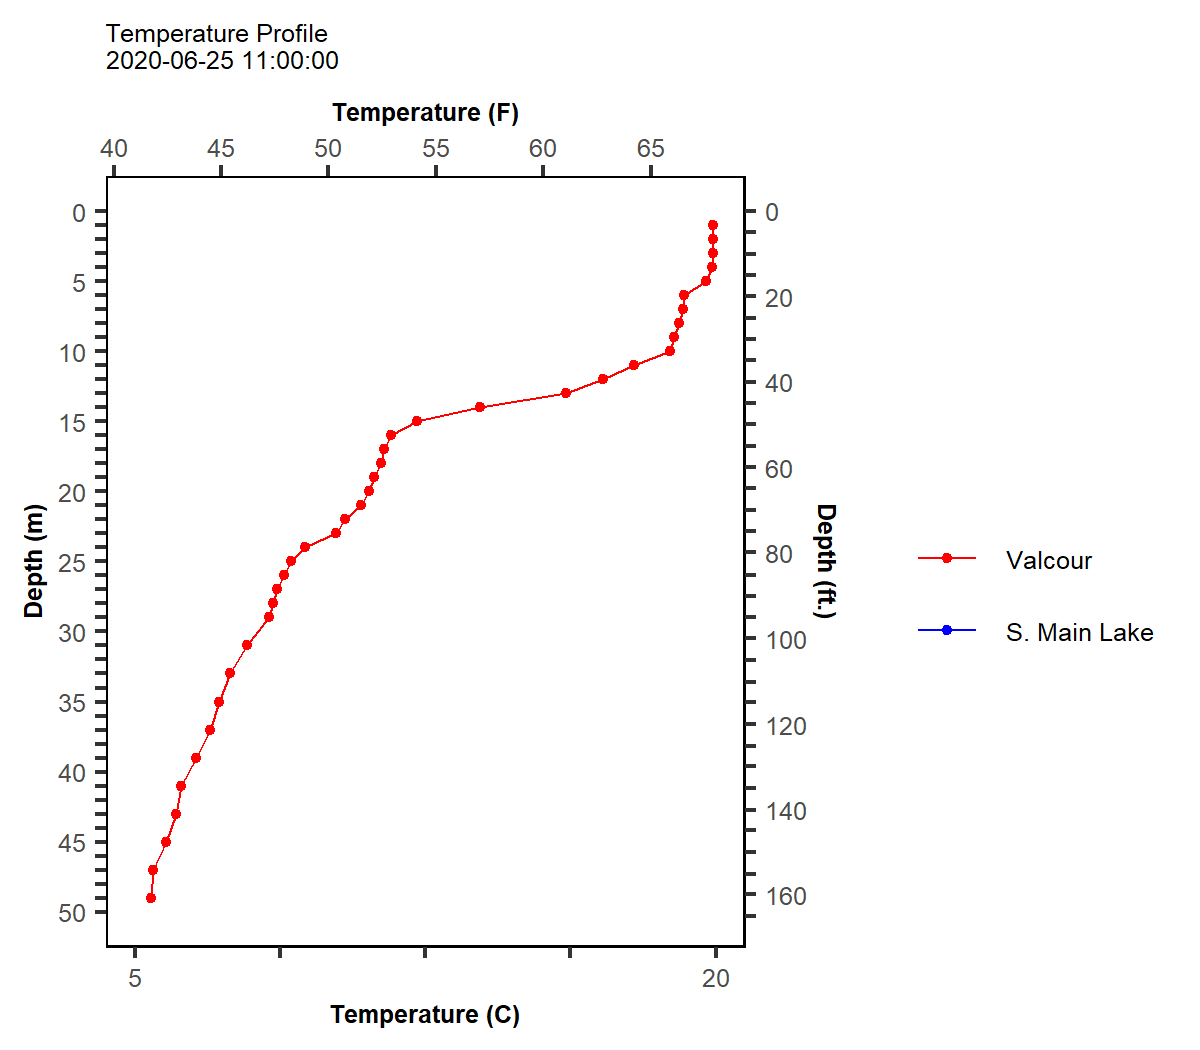 Temperature Profile
2020-06-25 11:00:00
Temperature (F)
40 45 50 55 60 65
0
5
10
15
20
25
30
35
40
45
50
Depth (m)
0
20
40
60
80
100
120
140
160
Depth (ft.)
5 20
Temperature (C)
Valcour
S. Main Lake